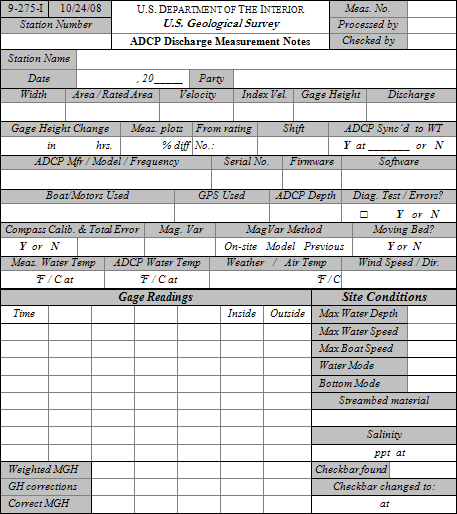 9-275-I 10/24/08 U.S. DEPARTMENT OF THE INTERIOR Meas. No.
Station Number U.S. Geological Survey Processed by
ADCP Discharge Measurement Notes Checked by
Station Name
Date , 20_____ Party
Width Area / Rated Area Velocity Index Vel. Gage Height Discharge
Gage Height Change Meas. plots From rating Shift ADCP Sync'd to WT
in hrs. % diff No.: Y at _______ or N
ADCP Mfr / Model / Frequency Serial No. Firmware Software
Boat/Motors Used GPS Used ADCP Depth Diag. Test / Errors?
☐ Y or N
Compass Calib. & Total Error Mag. Var MagVar Method Moving Bed?
Y or N On-site Model Previous Y or N
Meas. Water Temp ADCP Water Temp Weather / Air Temp Wind Speed / Dir.
°F / C at °F / C at °F / C
Gage Readings Site Conditions
Time Inside Outside Max Water Depth
Max Water Speed
Max Boat Speed
Water Mode
Bottom Mode
Streambed material
Salinity
ppt at
Weighted MGH Checkbar found
GH corrections Checkbar changed to:
Correct MGH at